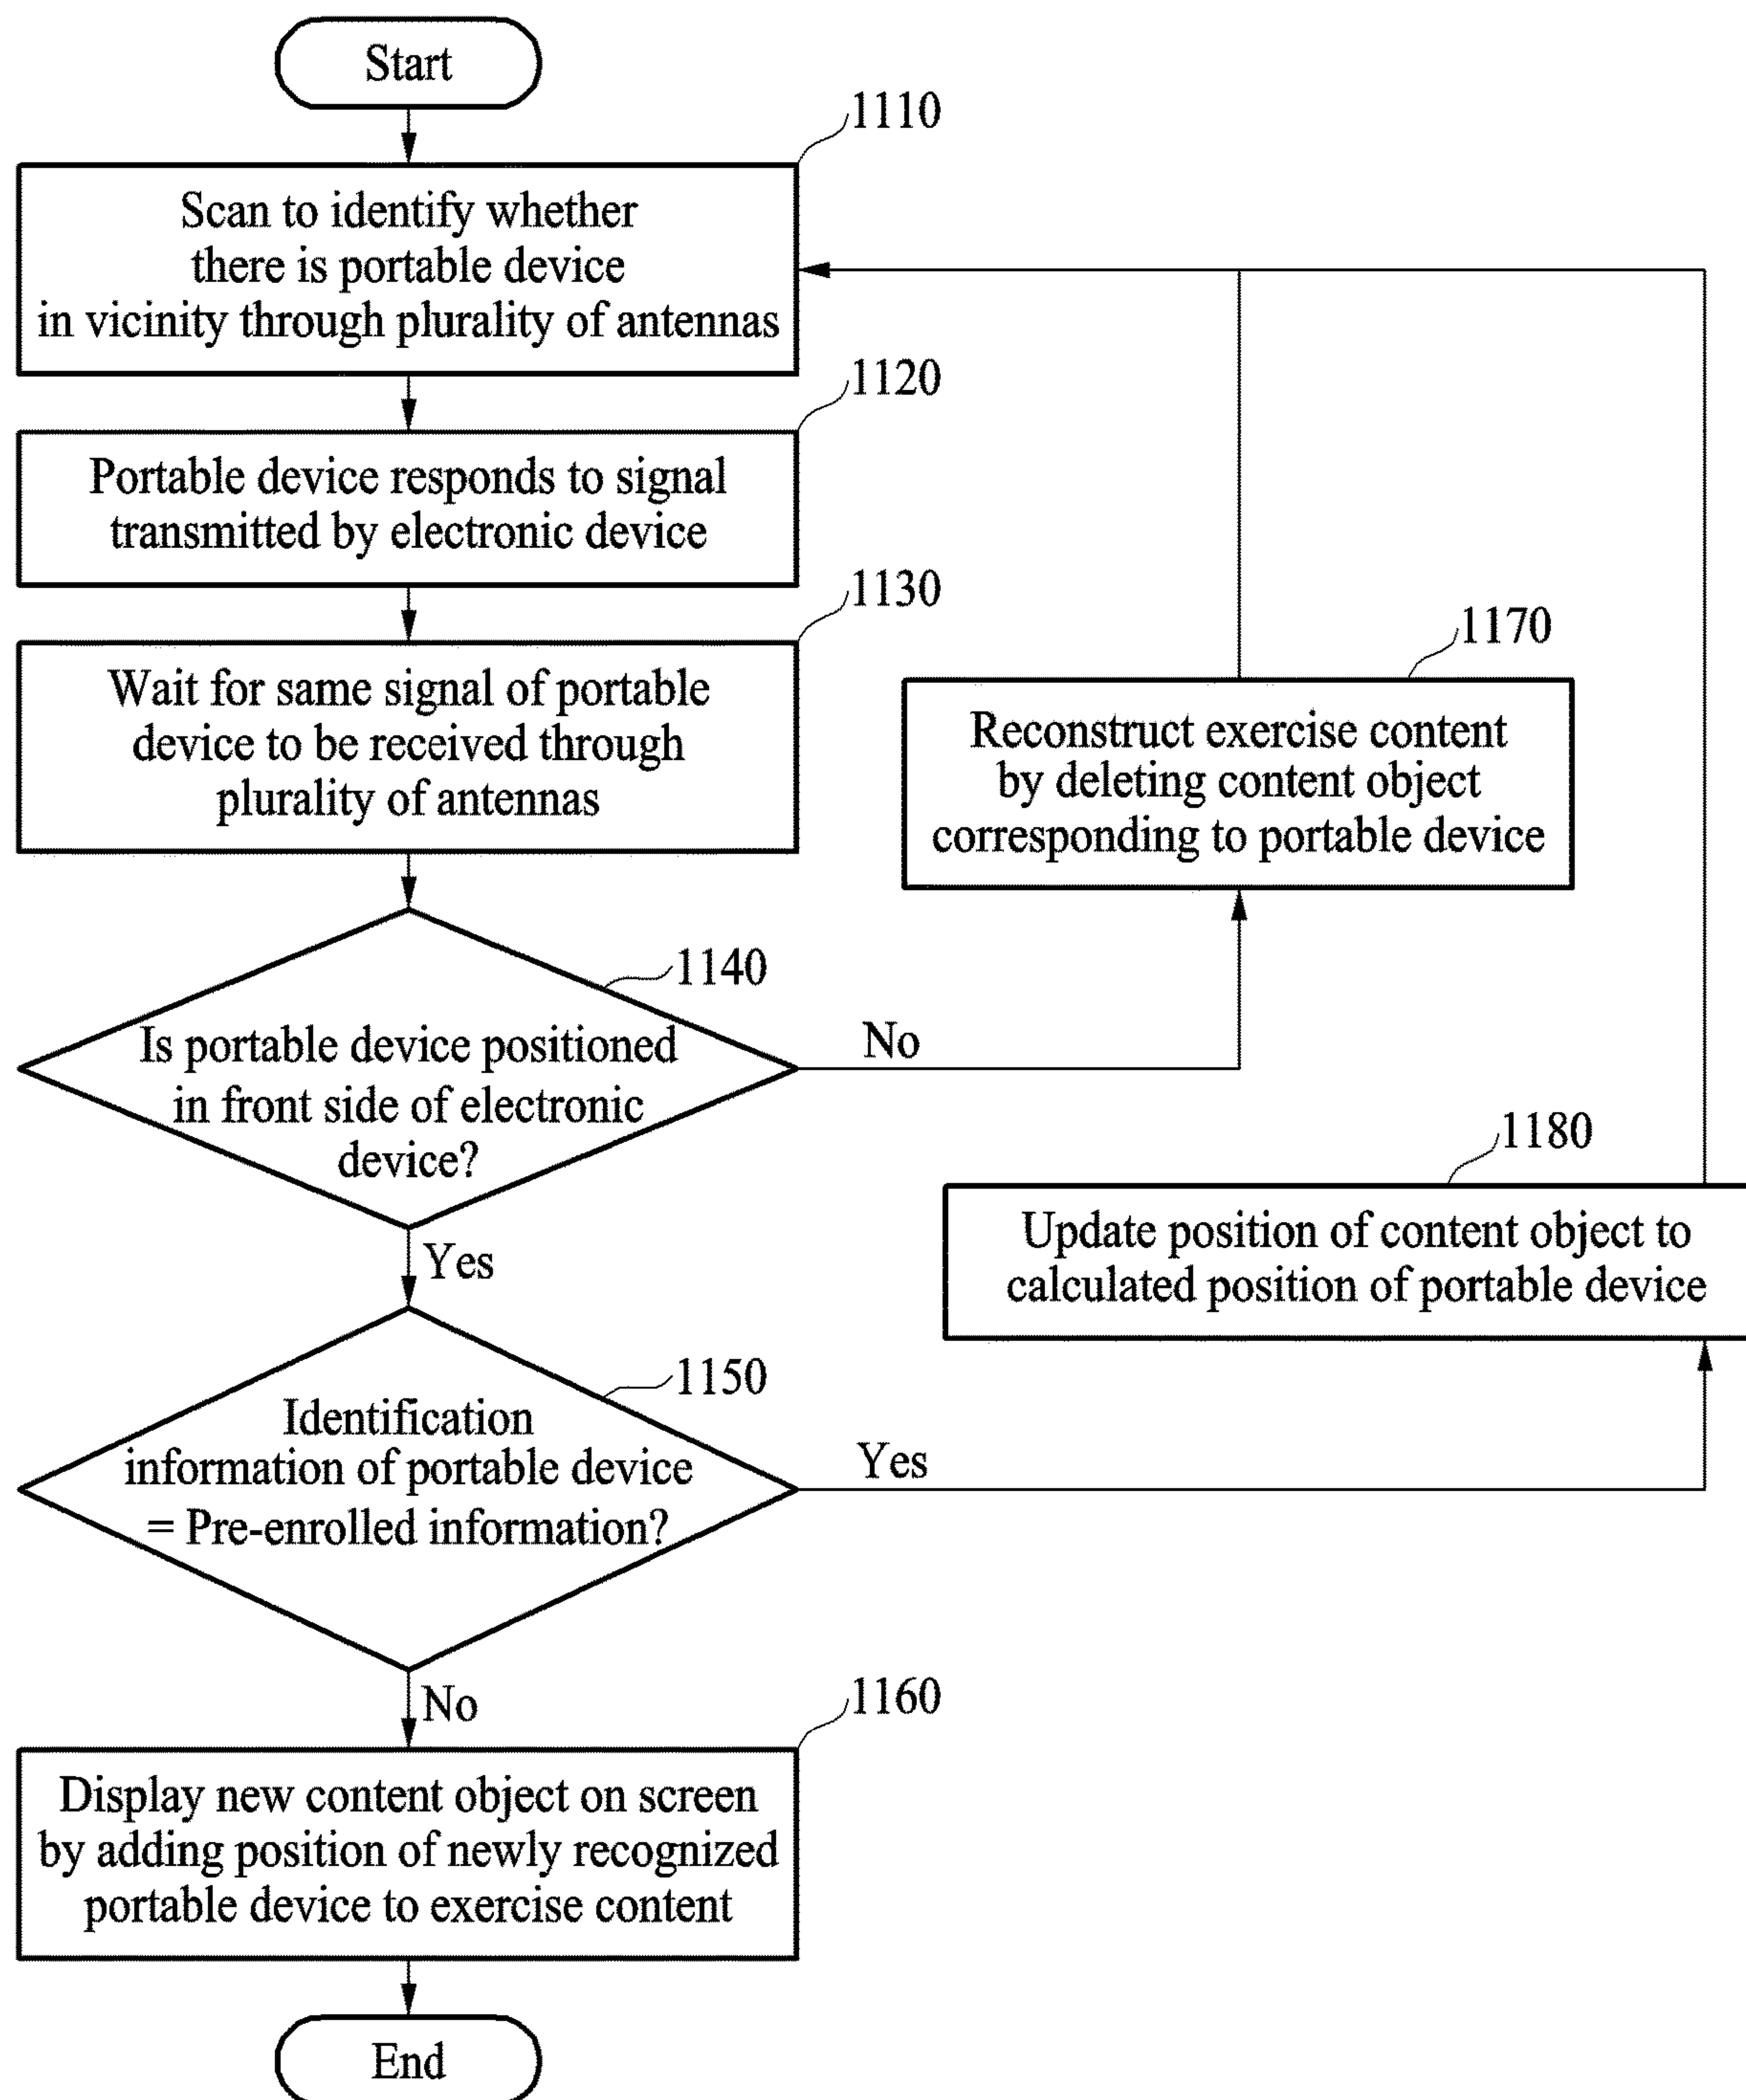 Start
1110
Scan to identify whether
there is portable device
in vicinity through plurality of antennas
1120
Portable device responds to signal
transmitted by electronic device
1130
Wait for same signal of portable
device to be received through
plurality of antennas
1170
Reconstruct exercise content
by deleting content object
corresponding to portable device
1140
Is portable device positioned
in front side of electronic
device?
No
Yes
1180
Update position of content object to
calculated position of portable device
1150
Identification
information of portable device
= Pre-enrolled information?
Yes
No
1160
Display new content object on screen
by adding position of newly recognized
portable device to exercise content
End